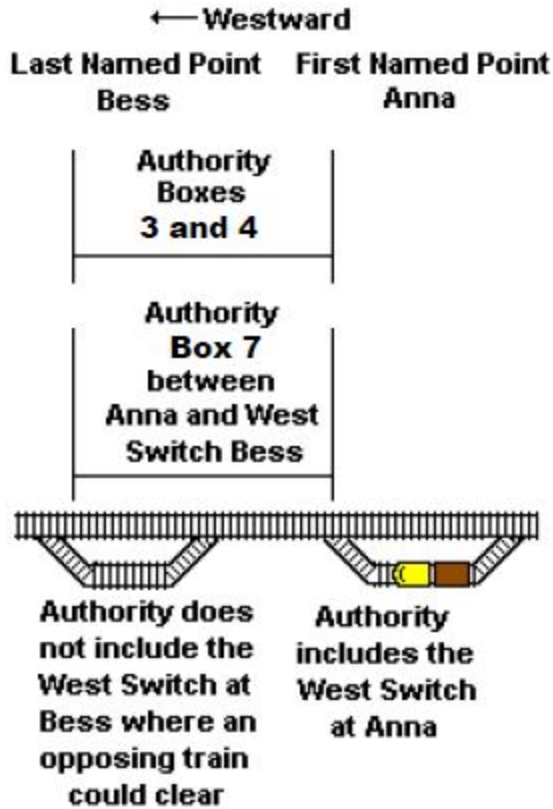 ← Westward
Last Named Point
Bess
First Named Point
Anna
Authority
Boxes
3 and 4
Authority
Box 7
between
Anna and West
Switch Bess
Authority does
not include the
West Switch at
Bess where an
opposing train
could clear
Authority
includes the
West Switch
at Anna